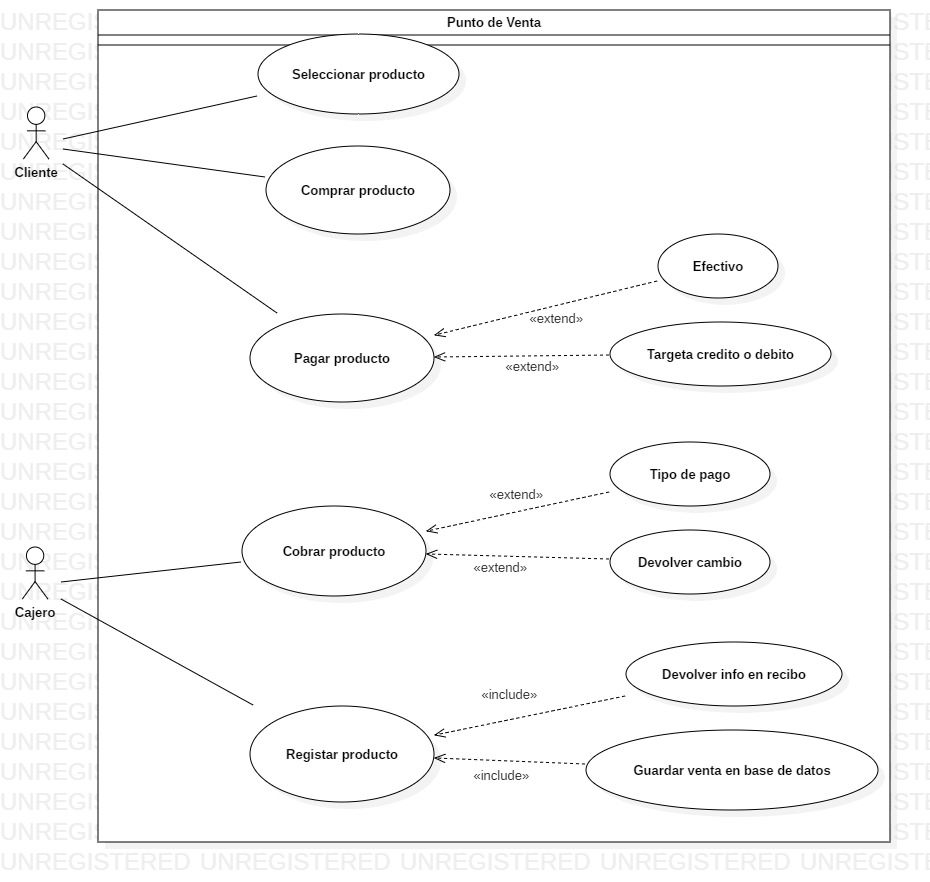 Punto de Venta
Seleccionar producto
Cliente
Comprar producto
Efectivo
«extend»
Pagar producto
Targeta credito o debito
«extend»
Tipo de pago
«extend»
Cobrar producto
Devolver cambio
«extend»
Cajero
Devolver info en recibo
«include»
Registar producto
Guardar venta en base de datos
«include»
UNREGISTERED UNREGISTERED UNREGISTERED UNREGISTERED UNREGISTERED